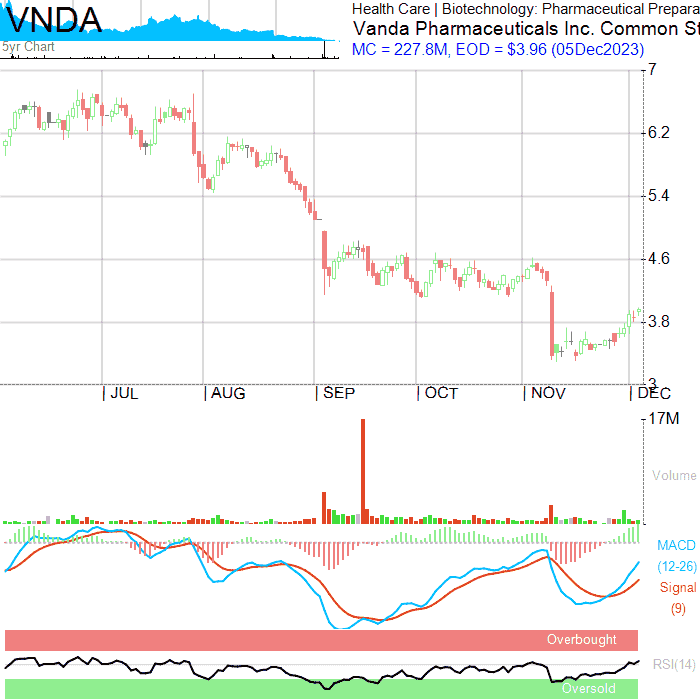 VNDA
5yr Chart
Health Care | Biotechnology: Pharmaceutical Prepara
Vanda Pharmaceuticals Inc. Common St
MC = 227.8M, EOD = $3.96 (05Dec2023)
7
6.2
5.4
4.6
3.8
3
| JUL | AUG | SEP | OCT | NOV | DEC
17M
Volume
MACD
(12-26)
Signal
(9)
Overbought
RSI(14)
Oversold